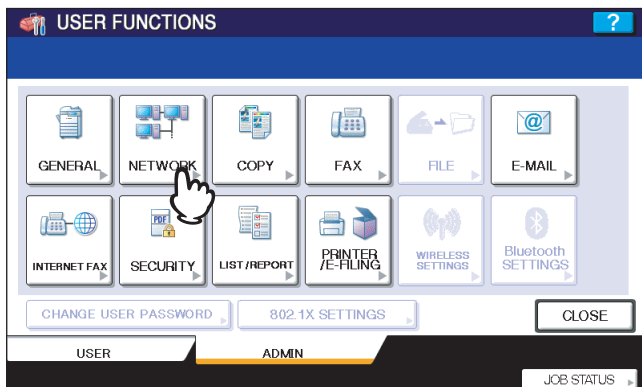 USER FUNCTIONS
?
GENERAL
NETWORK
COPY
FAX
FILE
E-MAIL
@
PDF
INTERNET FAX
SECURITY
LIST/REPORT
PRINTER
/E-FILING
WIRELESS
SETTINGS
Bluetooth
SETTINGS
CHANGE USER PASSWORD
802.1X SETTINGS
CLOSE
USER
ADMIN
JOB STATUS